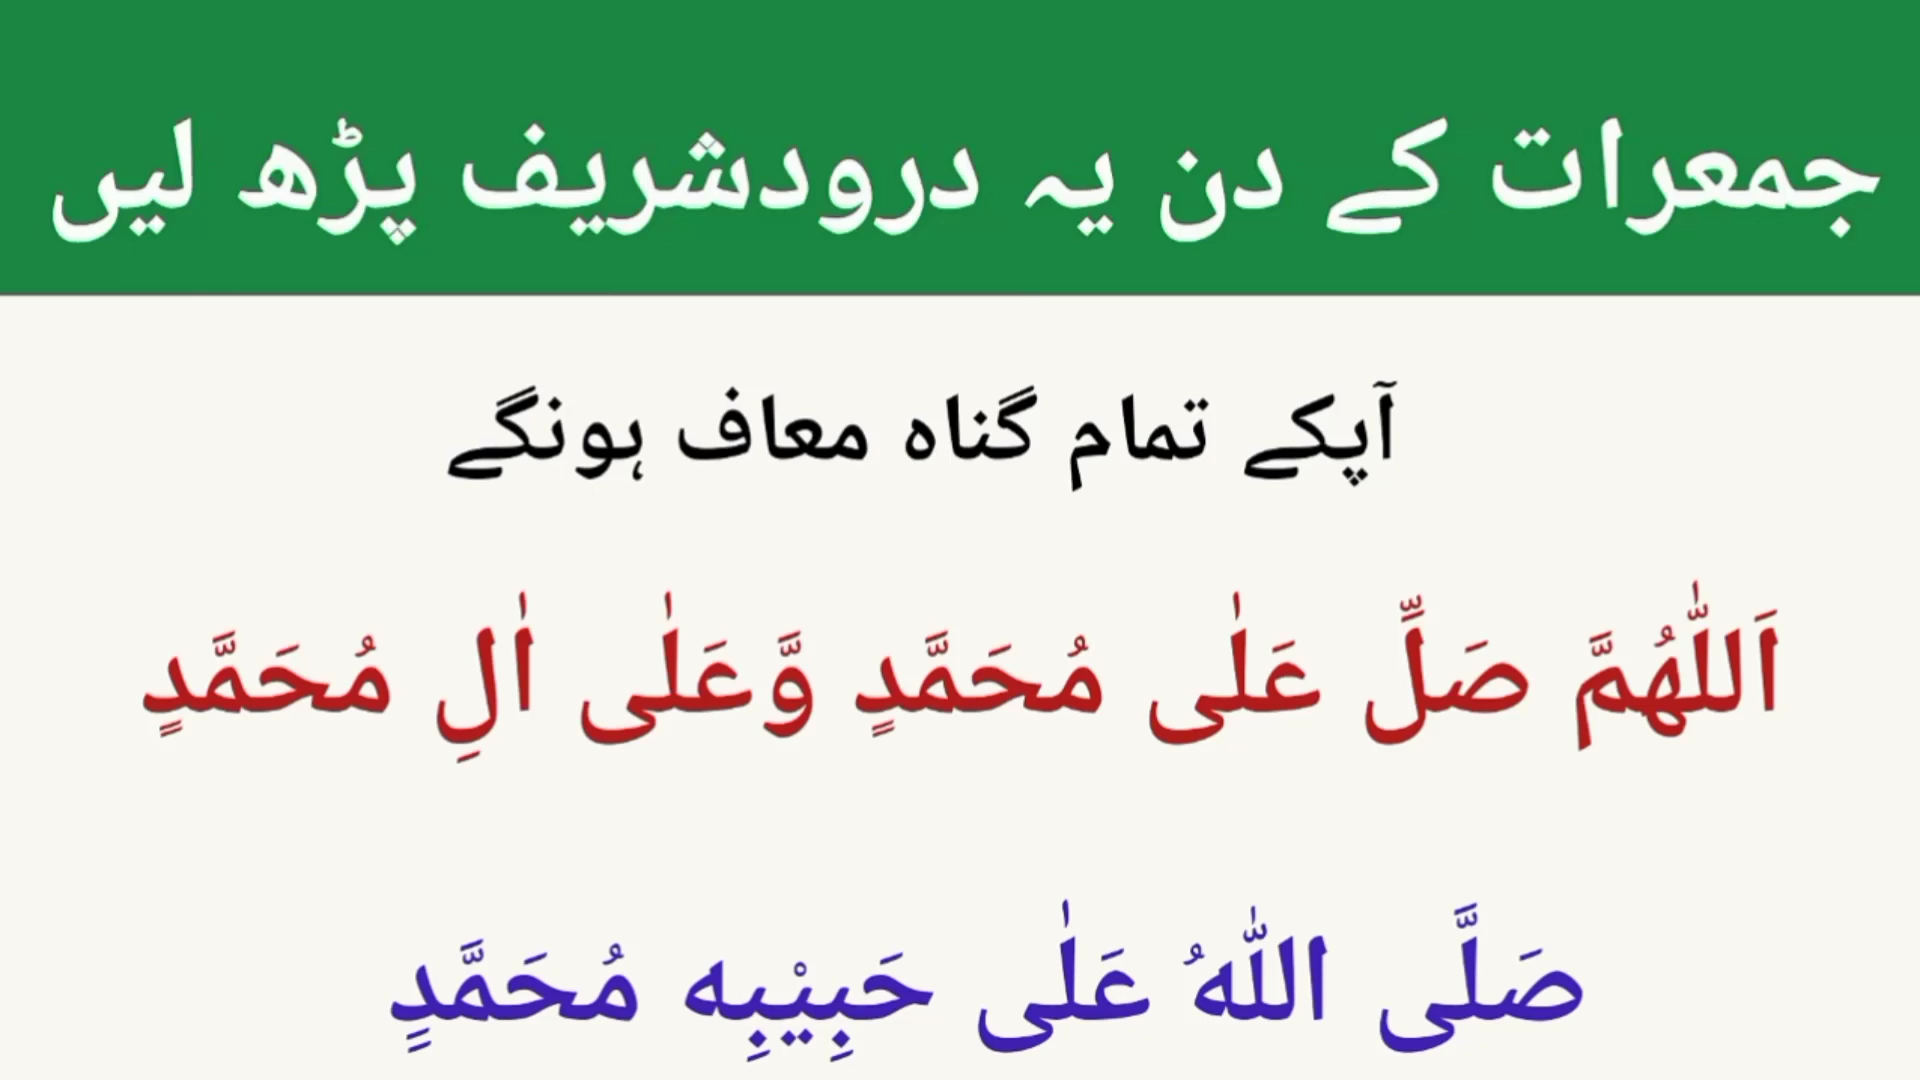 جمعرات کے دن یہ درودشریف پڑھ لیں
آپکے تمام گناہ معاف ہونگے
اَللّٰهُمَّ صَلِّ عَلٰی مُحَمَّدٍ وَّعَلٰی اٰلِ مُحَمَّدٍ
صَلَّی اللّٰهُ عَلٰی حَبِیْبِهٖ مُحَمَّدٍ